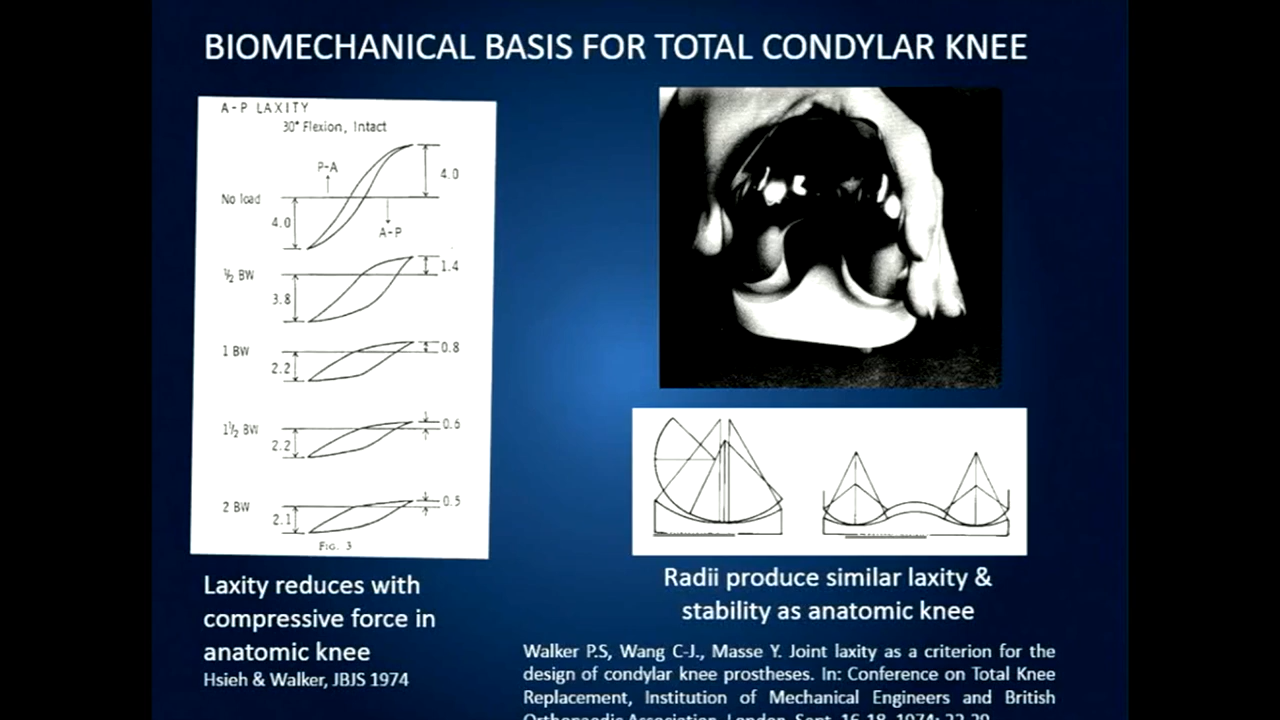 BIOMECHANICAL BASIS FOR TOTAL CONDYLAR KNEE
A-P LAXITY
30° Flexion, Intact
P-A
4.0
No load
4.0
A-P
½ BW
1.4
3.8
1 BW
0.8
2.2
1½ BW
0.6
2.2
2 BW
0.5
2.1
FIG. 3
Laxity reduces with
compressive force in
anatomic knee
Hsieh & Walker, JBJS 1974
Radii produce similar laxity &
stability as anatomic knee
Walker P.S, Wang C-J., Masse Y. Joint laxity as a criterion for the
design of condylar knee prostheses. In: Conference on Total Knee
Replacement, Institution of Mechanical Engineers and British
Orthopaedic Association, London, Sept. 16-18, 1974: 22-29